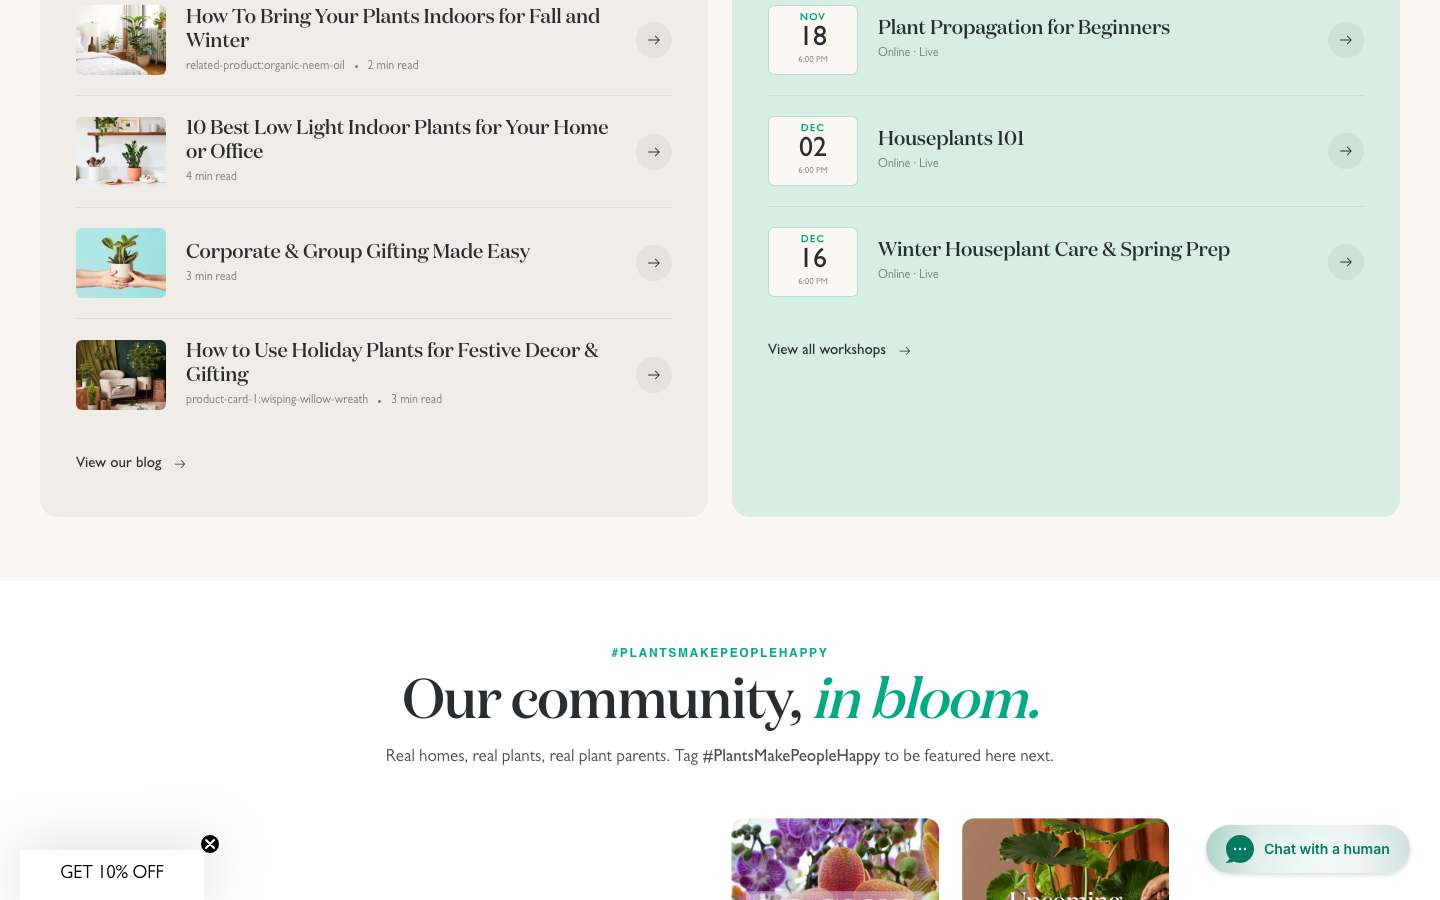 How To Bring Your Plants Indoors for Fall and
Winter
related-product:organic-neem-oil • 2 min read
10 Best Low Light Indoor Plants for Your Home
or Office
4 min read
Corporate & Group Gifting Made Easy
3 min read
How to Use Holiday Plants for Festive Decor &
Gifting
product-card-1:wisping-willow-wreath • 3 min read
View our blog →
NOV
18
6:00 PM
Plant Propagation for Beginners
Online · Live
DEC
02
6:00 PM
Houseplants 101
Online · Live
DEC
16
6:00 PM
Winter Houseplant Care & Spring Prep
Online · Live
View all workshops →
#PLANTSMAKEPEOPLEHAPPY
Our community, in bloom.
Real homes, real plants, real plant parents. Tag #PlantsMakePeopleHappy to be featured here next.
Upcoming
GET 10% OFF
Chat with a human